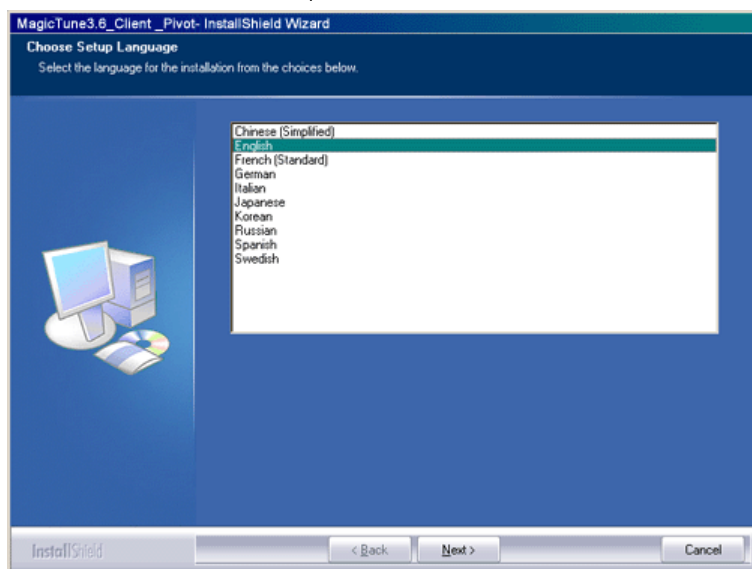 MagicTune3.6_Client _Pivot- InstallShield Wizard
Choose Setup Language
Select the language for the installation from the choices below.
Chinese (Simplified)
English
French (Standard)
German
Italian
Japanese
Korean
Russian
Spanish
Swedish
InstallShield
< Back
Next >
Cancel